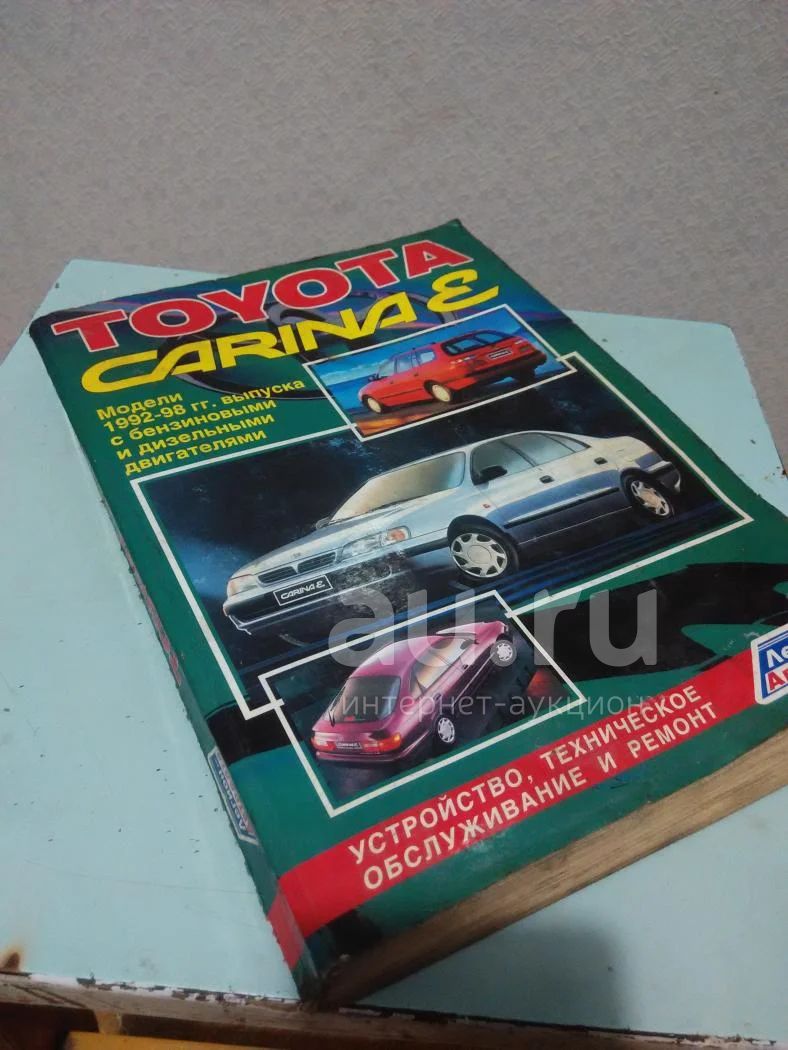 TOYOTA
CARINA E
Модели
1992-98 гг. выпуска
с бензиновыми
и дизельными
двигателями
CARINA E
au.ru
интернет-аукцион
УСТРОЙСТВО, ТЕХНИЧЕСКОЕ
ОБСЛУЖИВАНИЕ И РЕМОНТ